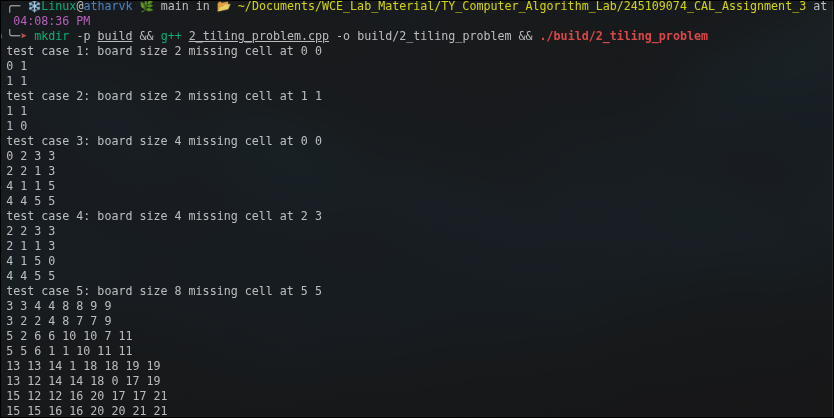 ╭─ ❄️Linux@atharvk 🌿 main in 📂 ~/Documents/WCE_Lab_Material/TY_Computer_Algorithm_Lab/245109074_CAL_Assignment_3 at
04:08:36 PM
╰─➤ mkdir -p build && g++ 2_tiling_problem.cpp -o build/2_tiling_problem && ./build/2_tiling_problem
test case 1: board size 2 missing cell at 0 0
0 1
1 1
test case 2: board size 2 missing cell at 1 1
1 1
1 0
test case 3: board size 4 missing cell at 0 0
0 2 3 3
2 2 1 3
4 1 1 5
4 4 5 5
test case 4: board size 4 missing cell at 2 3
2 2 3 3
2 1 1 3
4 1 5 0
4 4 5 5
test case 5: board size 8 missing cell at 5 5
3 3 4 4 8 8 9 9
3 2 2 4 8 7 7 9
5 2 6 6 10 10 7 11
5 5 6 1 1 10 11 11
13 13 14 1 18 18 19 19
13 12 14 14 18 0 17 19
15 12 12 16 20 17 17 21
15 15 16 16 20 20 21 21